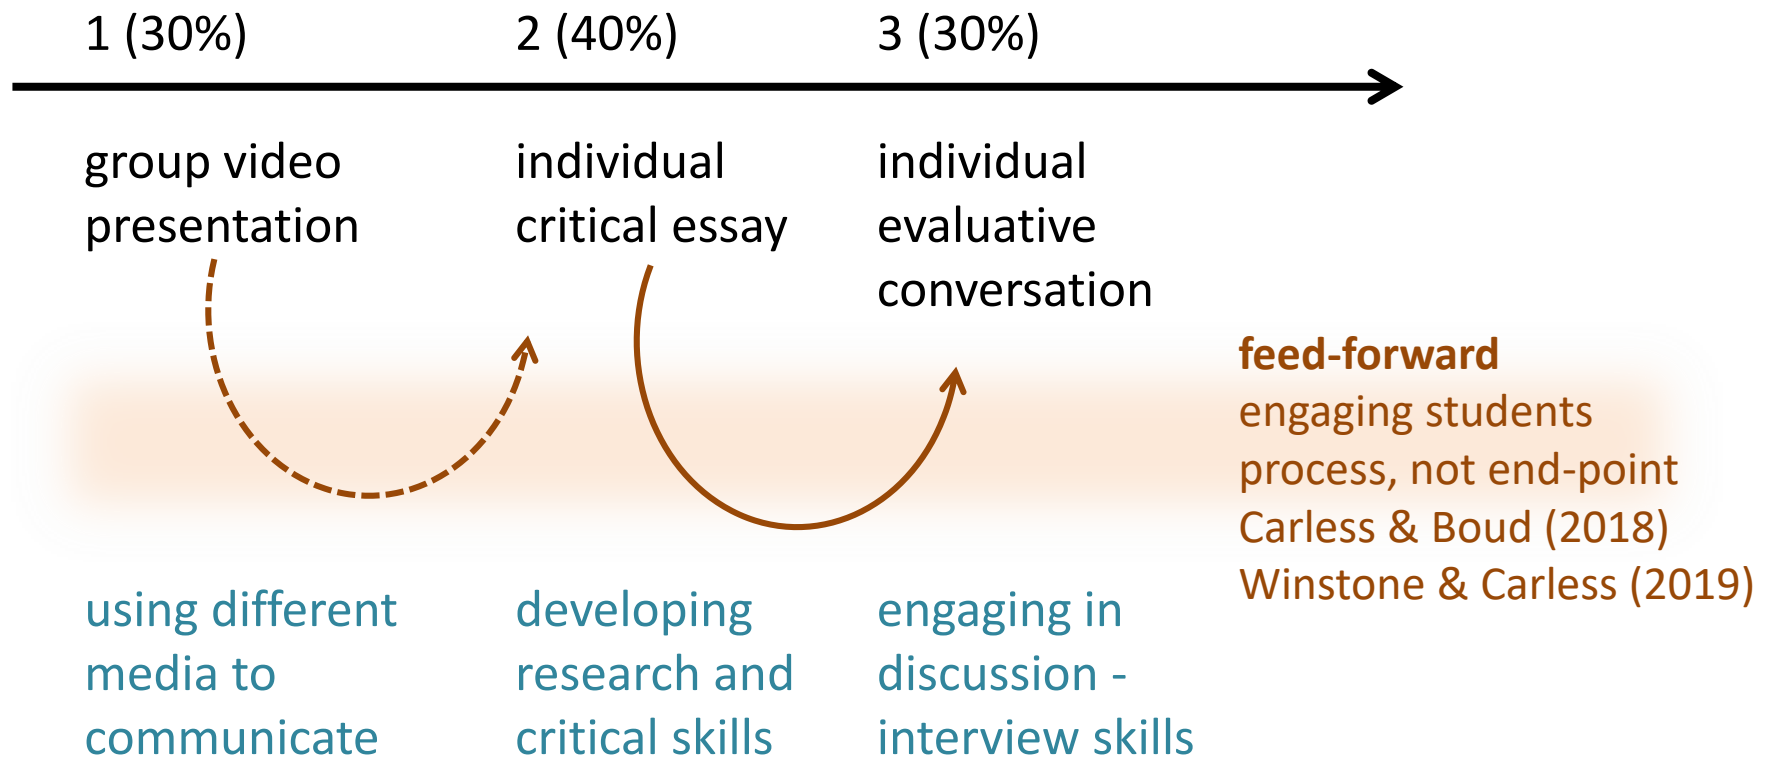 1 (30%)
2 (40%)
3 (30%)
group video
presentation
individual
critical essay
individual
evaluative
conversation
feed-forward
engaging students
process, not end-point
Carless & Boud (2018)
Winstone & Carless (2019)
using different
media to
communicate
developing
research and
critical skills
engaging in
discussion -
interview skills